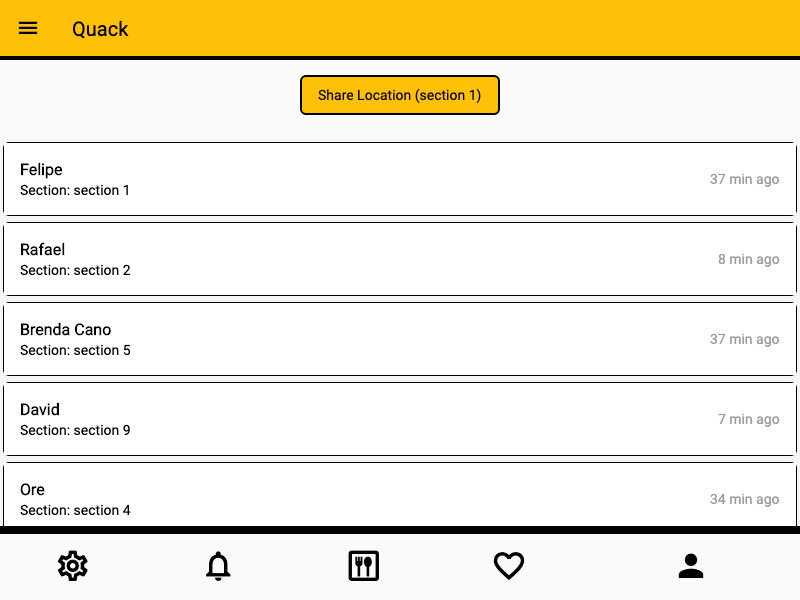 Quack
Share Location (section 1)
Felipe
Section: section 1
37 min ago
Rafael
Section: section 2
8 min ago
Brenda Cano
Section: section 5
37 min ago
David
Section: section 9
7 min ago
Ore
Section: section 4
34 min ago